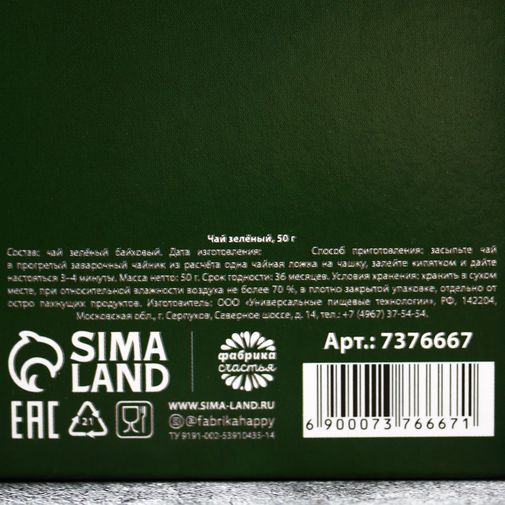 Чай зелёный, 50 г
Состав: чай зелёный байховый. Дата изготовления: Способ приготовления: засыпьте чай
в прогретый заварочный чайник из расчёта одна чайная ложка на чашку, залейте кипятком и дайте
настояться 3–4 минуты. Масса нетто: 50 г. Срок годности: 36 месяцев. Условия хранения: хранить в сухом
месте, при относительной влажности воздуха не более 70 %, в плотно закрытой упаковке, отдельно от
остро пахнущих продуктов. Изготовитель: ООО «Универсальные пищевые технологии», РФ, 142204,
Московская обл., г. Серпухов, Северное шоссе, д. 14, тел.: +7 (4967) 37-54-54.
SIMA
LAND
фабрика
счастья
Арт.: 7376667
EAC
21
WWW.SIMA-LAND.RU
@fabrikahappy
ТУ 9191-002-53910435-14
6 900073 766671